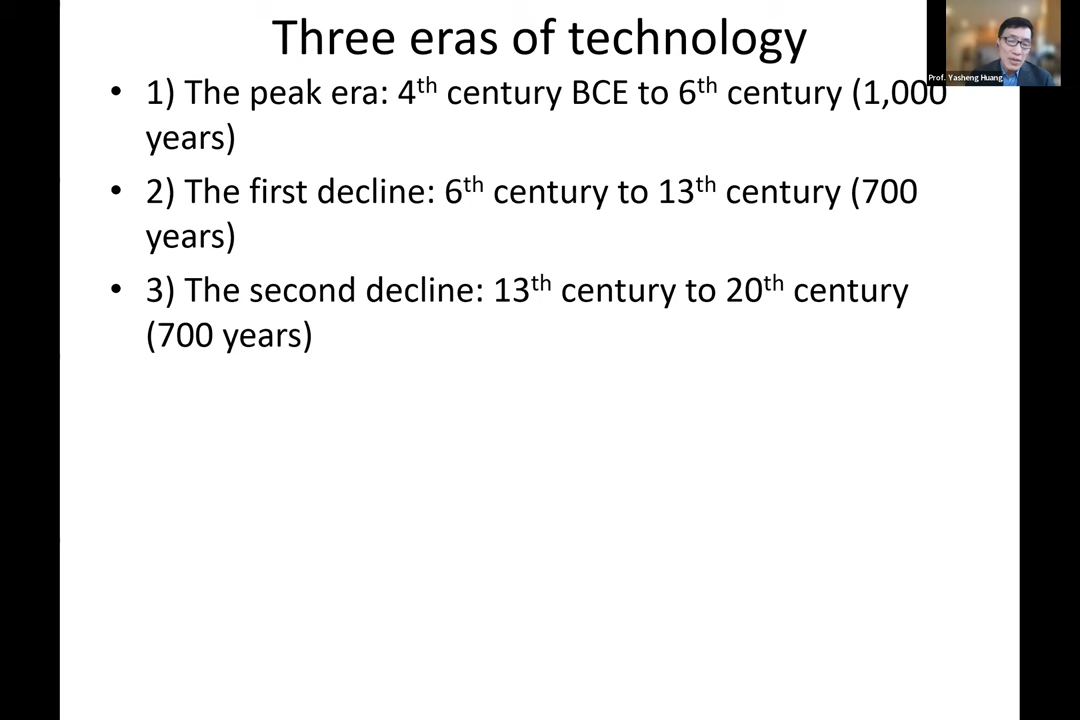 Three eras of technology
Prof. Yasheng Huang
• 1) The peak era: 4th century BCE to 6th century (1,000
years)
• 2) The first decline: 6th century to 13th century (700
years)
• 3) The second decline: 13th century to 20th century
(700 years)